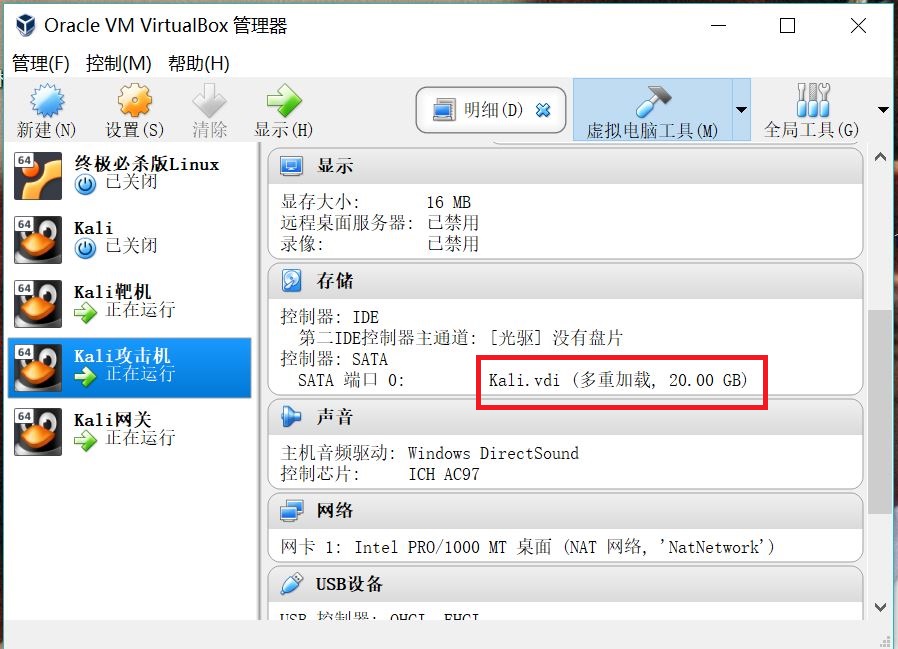 Oracle VM VirtualBox 管理器
管理(F) 控制(M) 帮助(H)
新建(N) 设置(S) 清除 显示(H) 明细(D) 虚拟电脑工具(M) 全局工具(G)
64 终极必杀版Linux
已关闭
64 Kali
已关闭
64 Kali靶机
正在运行
64 Kali攻击机
正在运行
64 Kali网关
正在运行
显示
显存大小: 16 MB
远程桌面服务器: 已禁用
录像: 已禁用
存储
控制器: IDE
第二IDE控制器主通道: [光驱] 没有盘片
控制器: SATA
SATA 端口 0: Kali.vdi (多重加载, 20.00 GB)
声音
主机音频驱动: Windows DirectSound
控制芯片: ICH AC97
网络
网卡 1: Intel PRO/1000 MT 桌面 (NAT 网络, 'NatNetwork')
USB设备
USB 控制器: OHCI, EHCI